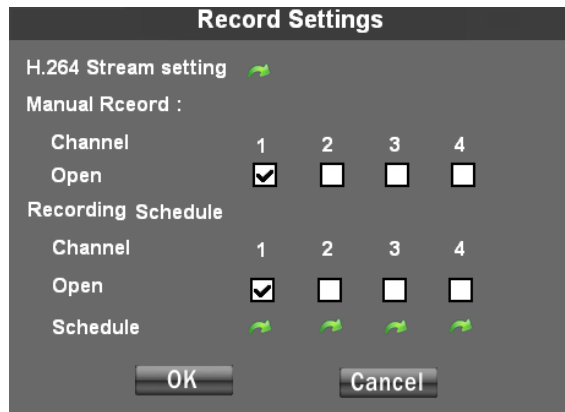 Record Settings
H.264 Stream setting
Manual Rceord :
Channel 1 2 3 4
Open
Recording Schedule
Channel 1 2 3 4
Open
Schedule
OK Cancel